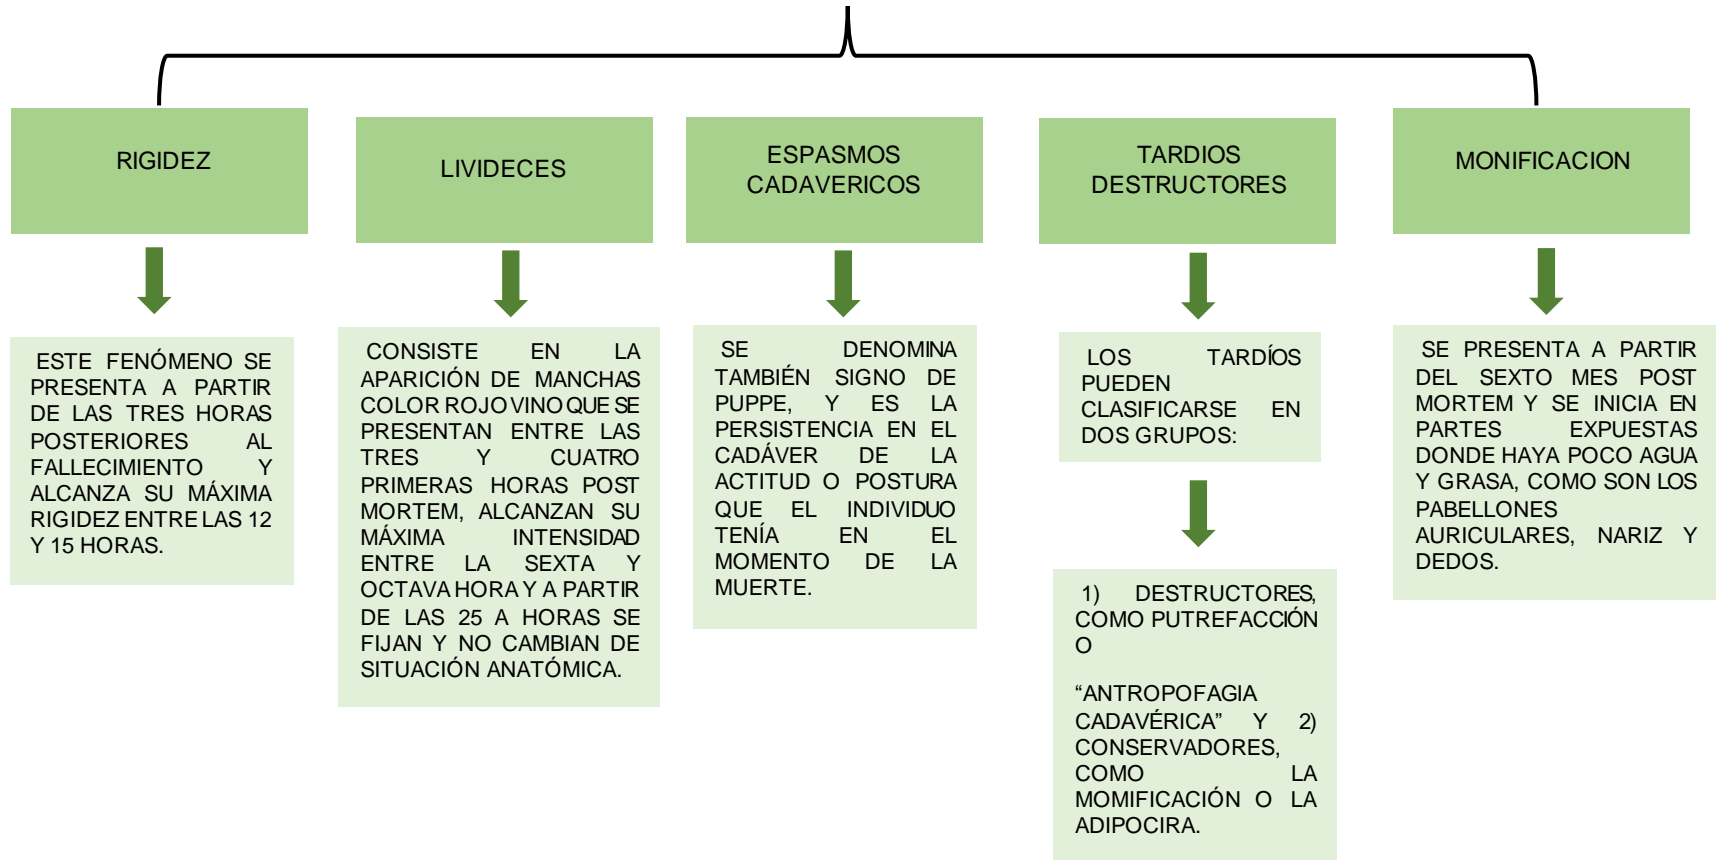 RIGIDEZ
ESTE FENÓMENO SE
PRESENTA A PARTIR
DE LAS TRES HORAS
POSTERIORES AL
FALLECIMIENTO Y
ALCANZA SU MÁXIMA
RIGIDEZ ENTRE LAS 12
Y 15 HORAS.
LIVIDECES
CONSISTE EN LA
APARICIÓN DE MANCHAS
COLOR ROJO VINO QUE SE
PRESENTAN ENTRE LAS
TRES Y CUATRO
PRIMERAS HORAS POST
MORTEM, ALCANZAN SU
MÁXIMA INTENSIDAD
ENTRE LA SEXTA Y
OCTAVA HORA Y A PARTIR
DE LAS 25 A HORAS SE
FIJAN Y NO CAMBIAN DE
SITUACIÓN ANATÓMICA.
ESPASMOS
CADAVERICOS
SE DENOMINA
TAMBIÉN SIGNO DE
PUPPE, Y ES LA
PERSISTENCIA EN EL
CADÁVER DE LA
ACTITUD O POSTURA
QUE EL INDIVIDUO
TENÍA EN EL
MOMENTO DE LA
MUERTE.
TARDIOS
DESTRUCTORES
LOS TARDÍOS
PUEDEN
CLASIFICARSE EN
DOS GRUPOS:
1) DESTRUCTORES,
COMO PUTREFACCIÓN
O
“ANTROPOFAGIA
CADAVÉRICA” Y 2)
CONSERVADORES,
COMO LA
MOMIFICACIÓN O LA
ADIPOCIRA.
MONIFICACION
SE PRESENTA A PARTIR
DEL SEXTO MES POST
MORTEM Y SE INICIA EN
PARTES EXPUESTAS
DONDE HAYA POCO AGUA
Y GRASA, COMO SON LOS
PABELLONES
AURICULARES, NARIZ Y
DEDOS.